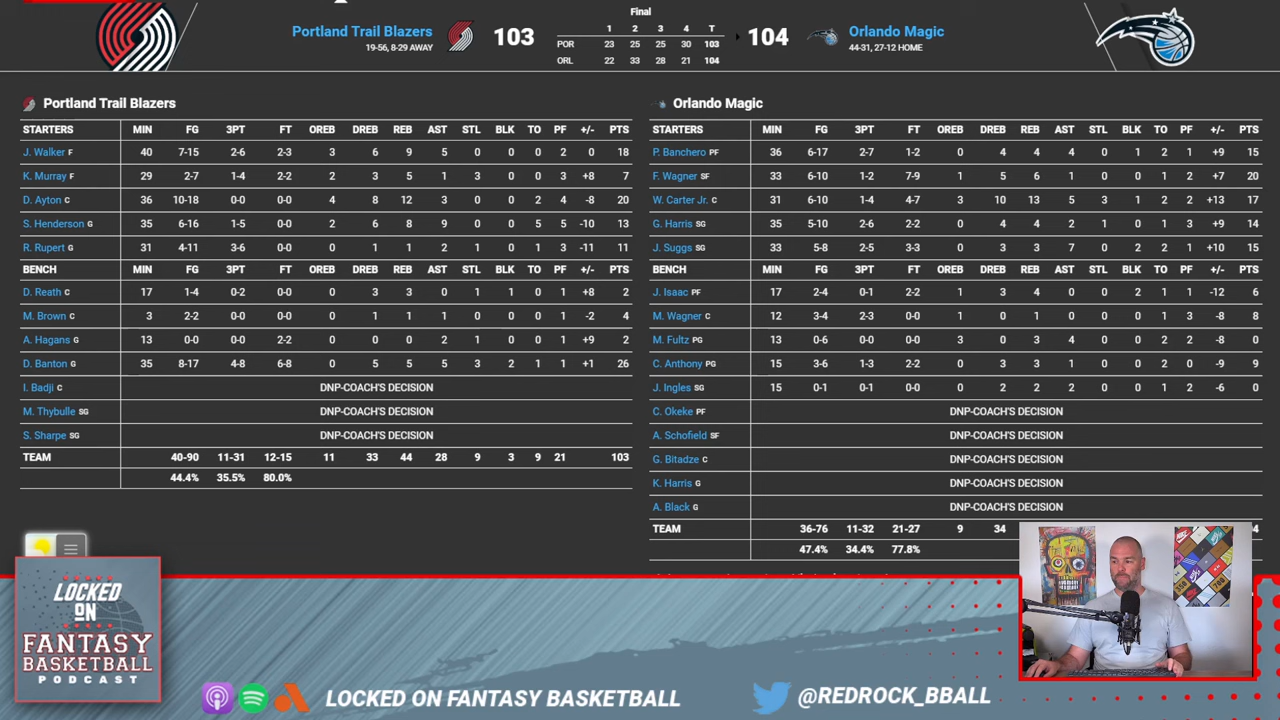 Final
Portland Trail Blazers
19-56, 8-29 AWAY
103
1 2 3 4 T
POR 23 25 25 30 103
ORL 22 33 28 21 104
104
Orlando Magic
44-31, 27-12 HOME
Portland Trail Blazers
STARTERS MIN FG 3PT FT OREB DREB REB AST STL BLK TO PF +/- PTS
J. Walker F 40 7-15 2-6 2-3 3 6 9 5 0 0 0 2 0 18
K. Murray F 29 2-7 1-4 2-2 2 3 5 1 3 0 0 3 +8 7
D. Ayton C 36 10-18 0-0 0-0 4 8 12 3 0 0 2 4 -8 20
S. Henderson G 35 6-16 1-5 0-0 2 6 8 9 0 0 5 5 -10 13
R. Rupert G 31 4-11 3-6 0-0 0 1 1 2 1 0 1 3 -11 11
BENCH MIN FG 3PT FT OREB DREB REB AST STL BLK TO PF +/- PTS
D. Reath C 17 1-4 0-2 0-0 0 3 3 0 1 1 0 1 +8 2
M. Brown C 3 2-2 0-0 0-0 0 1 1 1 0 0 0 1 -2 4
A. Hagans G 13 0-0 0-0 2-2 0 0 0 2 1 0 0 1 +9 2
D. Banton G 35 8-17 4-8 6-8 0 5 5 5 3 2 1 1 +1 26
I. Badji C DNP-COACH'S DECISION
M. Thybulle SG DNP-COACH'S DECISION
S. Sharpe SG DNP-COACH'S DECISION
TEAM 40-90 11-31 12-15 11 33 44 28 9 3 9 21 103
44.4% 35.5% 80.0%
Orlando Magic
STARTERS MIN FG 3PT FT OREB DREB REB AST STL BLK TO PF +/- PTS
P. Banchero PF 36 6-17 2-7 1-2 0 4 4 4 0 1 2 1 +9 15
F. Wagner SF 33 6-10 1-2 7-9 1 5 6 1 0 0 1 2 +7 20
W. Carter Jr. C 31 6-10 1-4 4-7 3 10 13 5 3 1 2 2 +13 17
G. Harris SG 35 5-10 2-6 2-2 0 4 4 2 1 0 0 3 +9 14
J. Suggs SG 33 5-8 2-5 3-3 0 3 3 7 0 2 2 1 +10 15
BENCH MIN FG 3PT FT OREB DREB REB AST STL BLK TO PF +/- PTS
J. Isaac PF 17 2-4 0-1 2-2 1 3 4 0 0 2 1 1 -12 6
M. Wagner C 12 3-4 2-3 0-0 1 0 1 0 0 0 1 3 -8 8
M. Fultz PG 13 0-6 0-0 0-0 3 0 3 4 0 0 2 2 -8 0
C. Anthony PG 15 3-6 1-3 2-2 0 3 3 1 0 0 2 0 -9 9
J. Ingles SG 15 0-1 0-1 0-0 0 2 2 2 0 0 1 2 -6 0
C. Okeke PF DNP-COACH'S DECISION
A. Schofield SF DNP-COACH'S DECISION
G. Bitadze C DNP-COACH'S DECISION
K. Harris G DNP-COACH'S DECISION
A. Black G DNP-COACH'S DECISION
TEAM 36-76 11-32 21-27 9 34
47.4% 34.4% 77.8%
LOCKED
ON
FANTASY
BASKETBALL
PODCAST
LOCKED ON FANTASY BASKETBALL
@REDROCK_BBALL